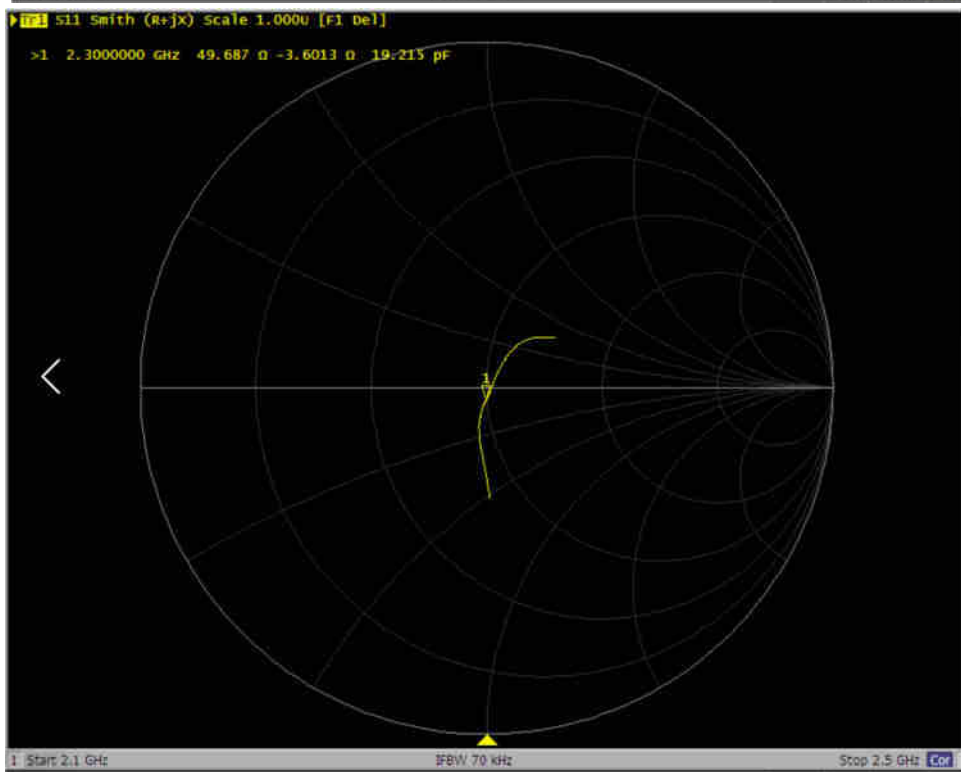 Tr1 S11 Smith (R+jX) Scale 1.000U [F1 Del]
>1 2.3000000 GHz 49.687 Ω -3.6013 Ω 19.215 pF
1
1 Start 2.1 GHz IFBW 70 kHz Stop 2.5 GHz Cor